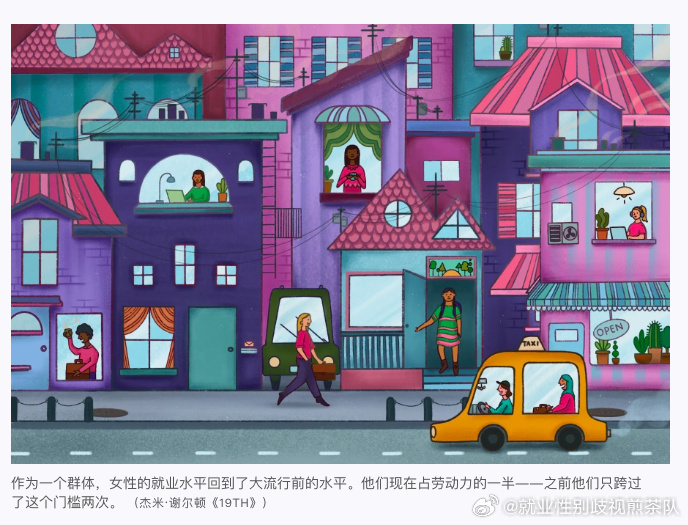 OPEN
TAXI
作为一个群体，女性的就业水平回到了大流行前的水平。他们现在占劳动力的一半——之前他们只跨过
了这个门槛两次。（杰米·谢尔顿《19TH》）
@就业性别歧视煎茶队